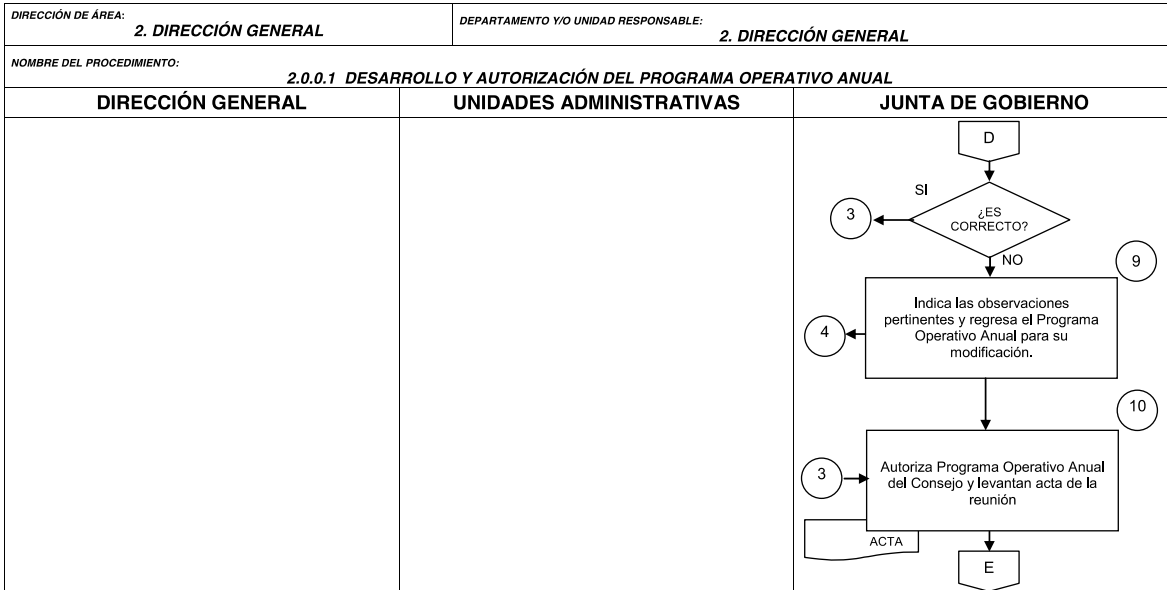 DIRECCIÓN DE ÁREA:
2. DIRECCIÓN GENERAL
DEPARTAMENTO Y/O UNIDAD RESPONSABLE:
2. DIRECCIÓN GENERAL
NOMBRE DEL PROCEDIMIENTO:
2.0.0.1 DESARROLLO Y AUTORIZACIÓN DEL PROGRAMA OPERATIVO ANUAL
DIRECCIÓN GENERAL
UNIDADES ADMINISTRATIVAS
JUNTA DE GOBIERNO
D
SI
3
¿ES
CORRECTO?
NO
9
Indica las observaciones
pertinentes y regresa el Programa
Operativo Anual para su
modificación.
4
10
3
Autoriza Programa Operativo Anual
del Consejo y levantan acta de la
reunión
ACTA
E